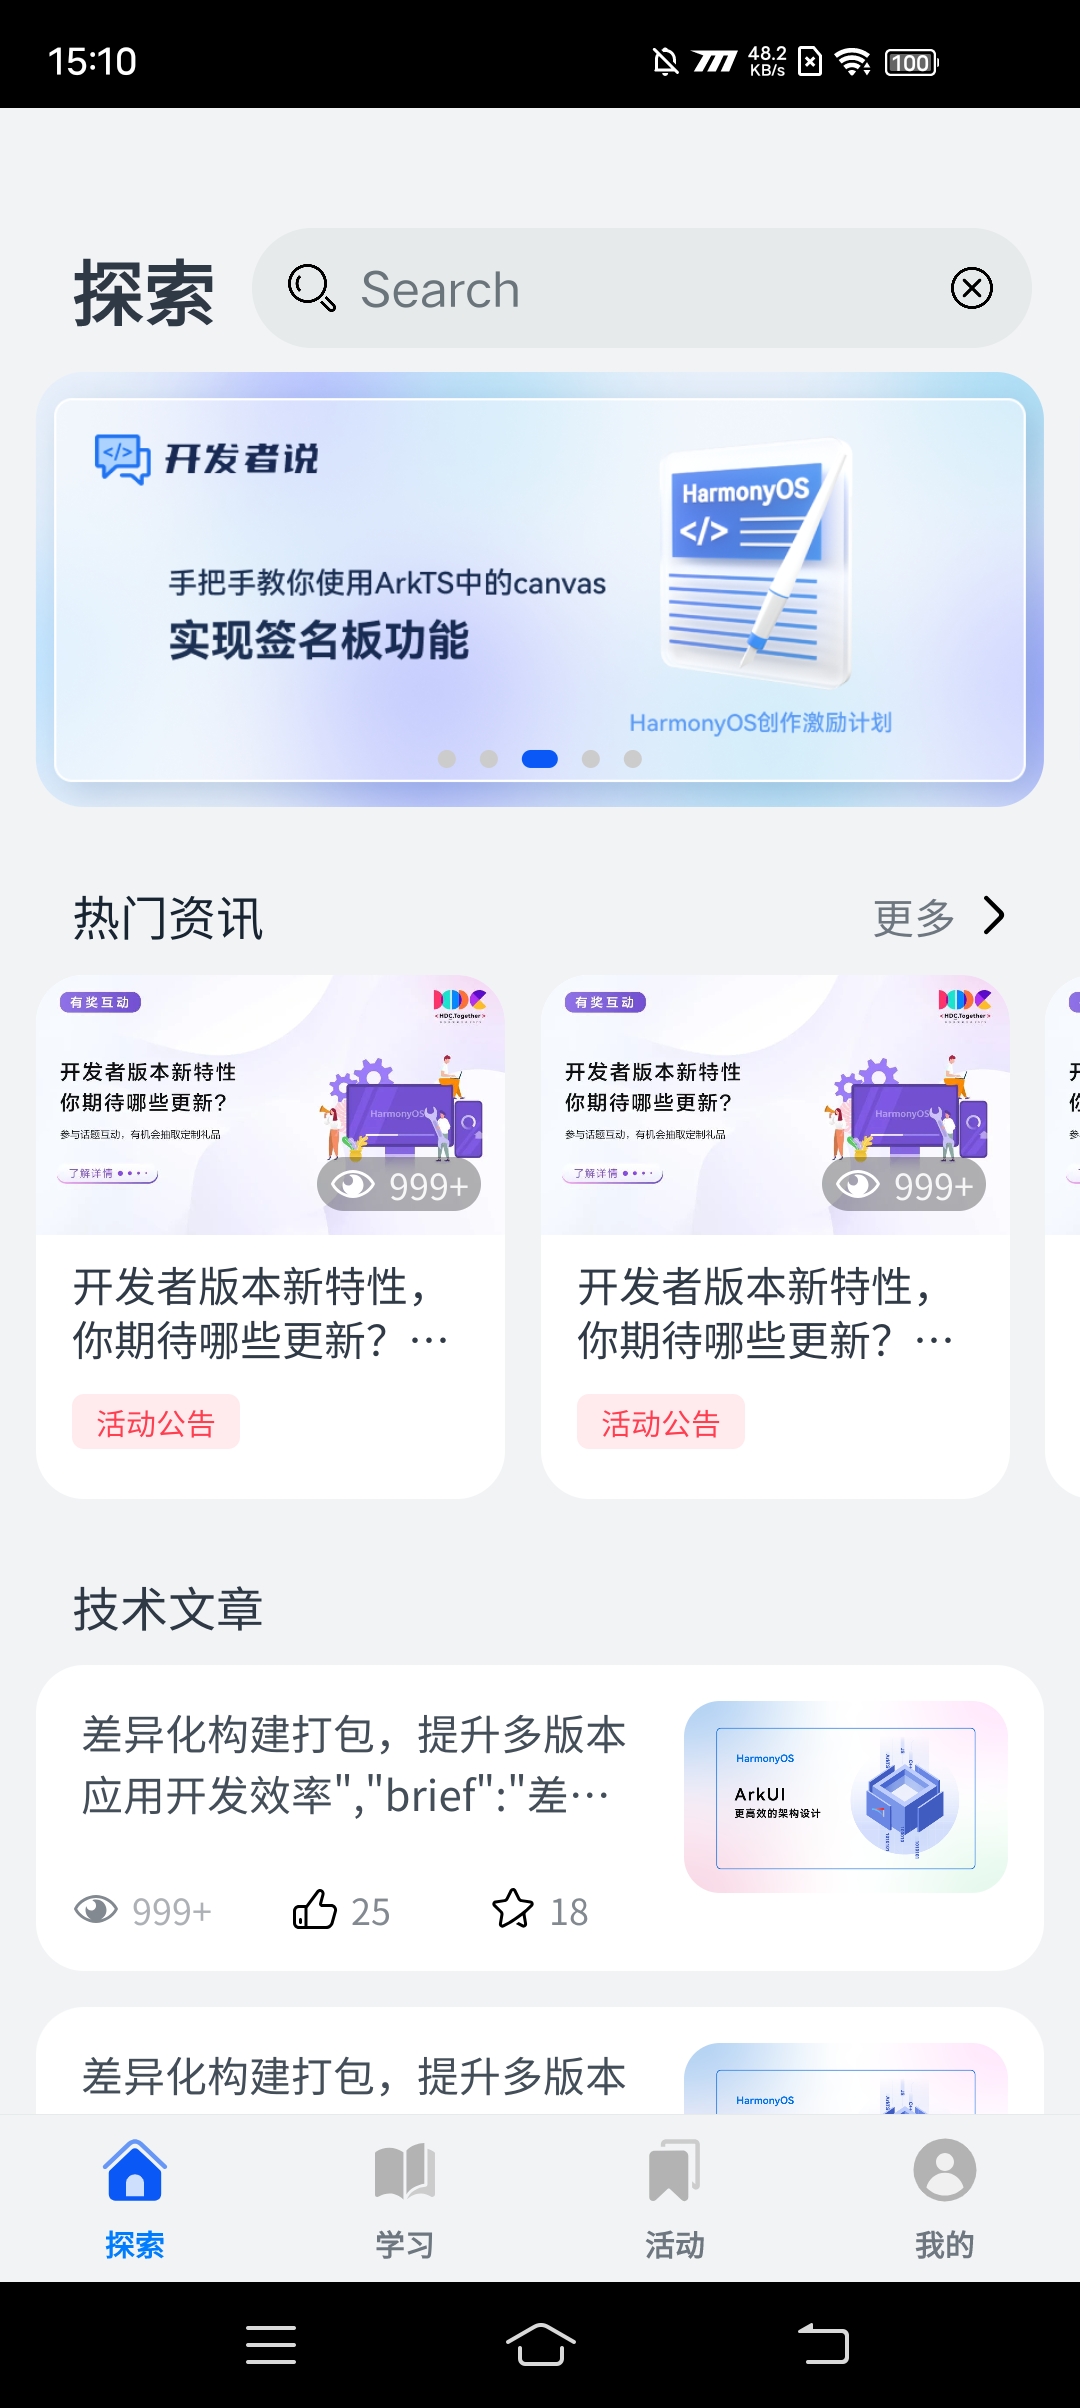 15:10
48.2
KB/s
100
探索
Search
</> 开发者说
HarmonyOS
</>
手把手教你使用ArkTS中的canvas
实现签名板功能
HarmonyOS创作激励计划
热门资讯
更多
有奖互动
<HDC.Together>
开发者版本新特性
你期待哪些更新?
参与话题互动，有机会抽取定制礼品
HarmonyOS
了解详情
999+
开发者版本新特性，
你期待哪些更新？…
活动公告
有奖互动
<HDC.Together>
开发者版本新特性
你期待哪些更新?
参与话题互动，有机会抽取定制礼品
HarmonyOS
了解详情
999+
开发者版本新特性，
你期待哪些更新？…
活动公告
技术文章
差异化构建打包，提升多版本
应用开发效率","brief":"差…
HarmonyOS
ArkUI
更高效的架构设计
999+
25
18
差异化构建打包，提升多版本
HarmonyOS
探索
学习
活动
我的